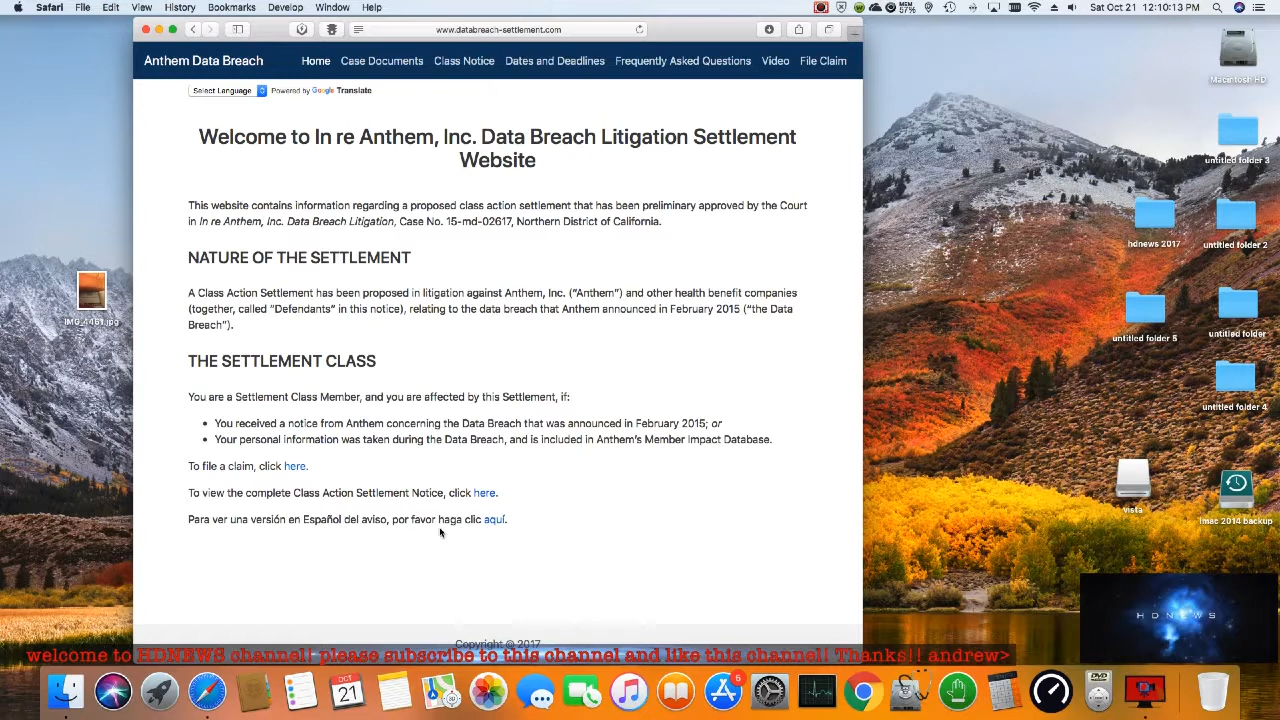 Safari File Edit View History Bookmarks Develop Window Help
MEM
57%
Sat Oct 21 12:10:13 PM
www.databreach-settlement.com
Anthem Data Breach Home Case Documents Class Notice Dates and Deadlines Frequently Asked Questions Video File Claim
Select Language Powered by Google Translate
Welcome to In re Anthem, Inc. Data Breach Litigation Settlement
Website
This website contains information regarding a proposed class action settlement that has been preliminary approved by the Court
in In re Anthem, Inc. Data Breach Litigation, Case No. 15-md-02617, Northern District of California.
NATURE OF THE SETTLEMENT
A Class Action Settlement has been proposed in litigation against Anthem, Inc. (“Anthem”) and other health benefit companies
(together, called “Defendants” in this notice), relating to the data breach that Anthem announced in February 2015 (“the Data
Breach”).
THE SETTLEMENT CLASS
You are a Settlement Class Member, and you are affected by this Settlement, if:
• You received a notice from Anthem concerning the Data Breach that was announced in February 2015; or
• Your personal information was taken during the Data Breach, and is included in Anthem’s Member Impact Database.
To file a claim, click here.
To view the complete Class Action Settlement Notice, click here.
Para ver una versión en Español del aviso, por favor haga clic aquí.
Copyright @ 2017
IMG_4461.jpg
Macintosh HD
untitled folder 3
hdnews 2017
untitled folder 2
untitled folder 5
untitled folder
untitled folder 4
vista
imac 2014 backup
HDNEWS
welcome to HDNEWS channel! please subscribe to this channel and like this channel! Thanks!! andrew>
OCT
21
6
DVD